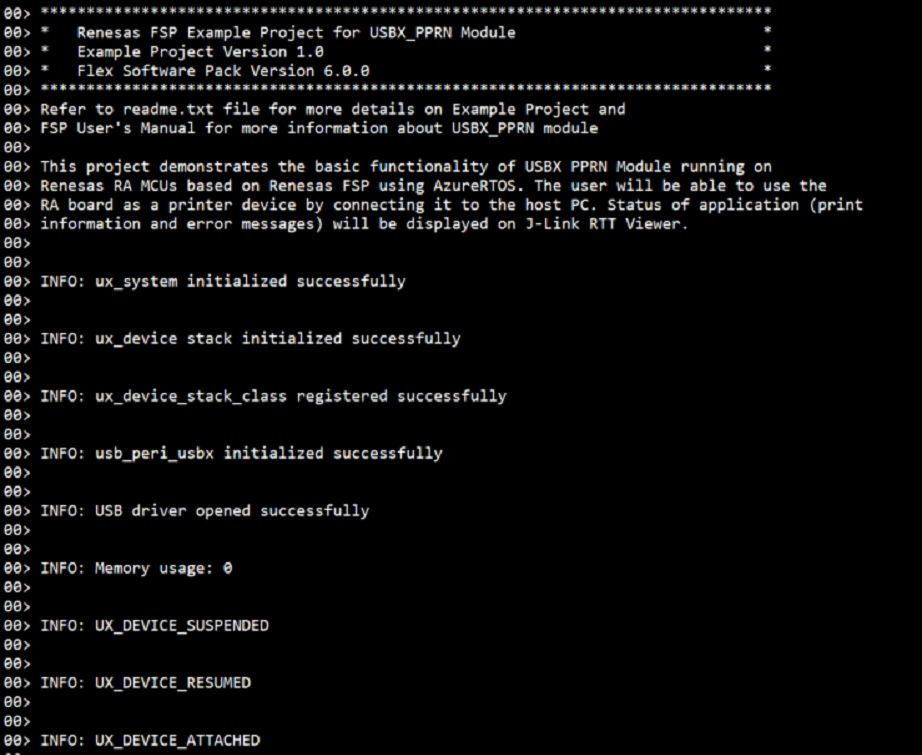 00> ********************************************************************************
00> *   Renesas FSP Example Project for USBX_PPRN Module                           *
00> *   Example Project Version 1.0                                                *
00> *   Flex Software Pack Version 6.0.0                                           *
00> ********************************************************************************
00> Refer to readme.txt file for more details on Example Project and
00> FSP User's Manual for more information about USBX_PPRN module
00>
00> This project demonstrates the basic functionality of USBX PPRN Module running on
00> Renesas RA MCUs based on Renesas FSP using AzureRTOS. The user will be able to use the
00> RA board as a printer device by connecting it to the host PC. Status of application (print
00> information and error messages) will be displayed on J-Link RTT Viewer.
00>
00>
00> INFO: ux_system initialized successfully
00>
00>
00> INFO: ux_device stack initialized successfully
00>
00>
00> INFO: ux_device_stack_class registered successfully
00>
00>
00> INFO: usb_peri_usbx initialized successfully
00>
00>
00> INFO: USB driver opened successfully
00>
00>
00> INFO: Memory usage: 0
00>
00>
00> INFO: UX_DEVICE_SUSPENDED
00>
00>
00> INFO: UX_DEVICE_RESUMED
00>
00>
00> INFO: UX_DEVICE_ATTACHED